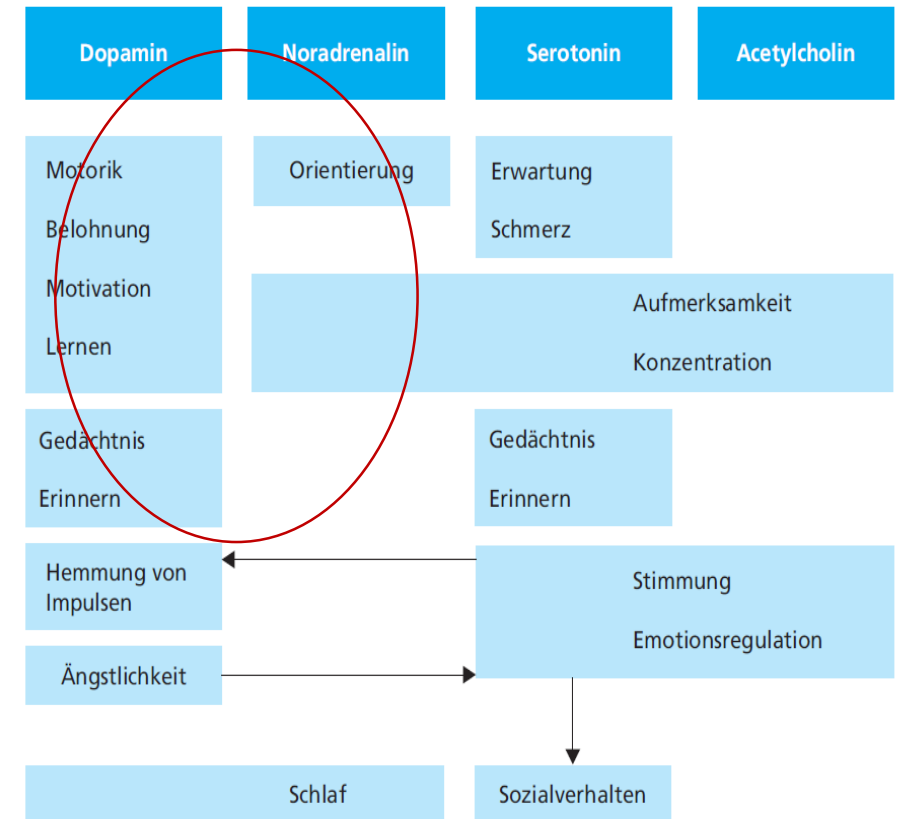 Dopamin
Noradrenalin
Serotonin
Acetylcholin
Motorik
Belohnung
Motivation
Lernen
Orientierung
Erwartung
Schmerz
Aufmerksamkeit
Konzentration
Gedächtnis
Erinnern
Gedächtnis
Erinnern
Hemmung von
Impulsen
Stimmung
Emotionsregulation
Ängstlichkeit
Schlaf
Sozialverhalten